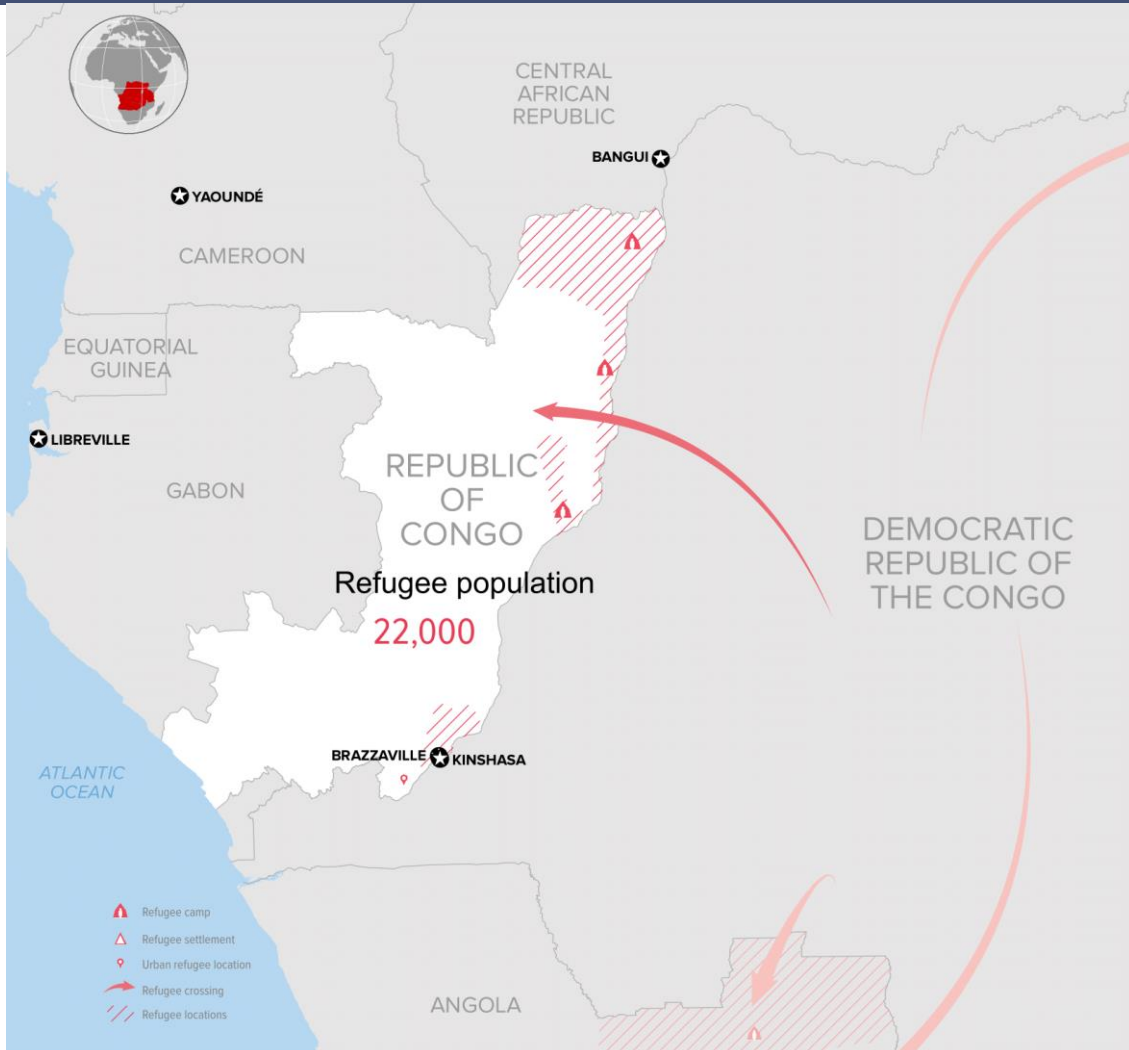 CENTRAL
AFRICAN
REPUBLIC
BANGUI
YAOUNDÉ
CAMEROON
EQUATORIAL
GUINEA
LIBREVILLE
GABON
REPUBLIC
OF
CONGO
DEMOCRATIC
REPUBLIC OF
THE CONGO
Refugee population
22,000
BRAZZAVILLE
KINSHASA
ATLANTIC
OCEAN
Refugee camp
Refugee settlement
Urban refugee location
Refugee crossing
Refugee locations
ANGOLA